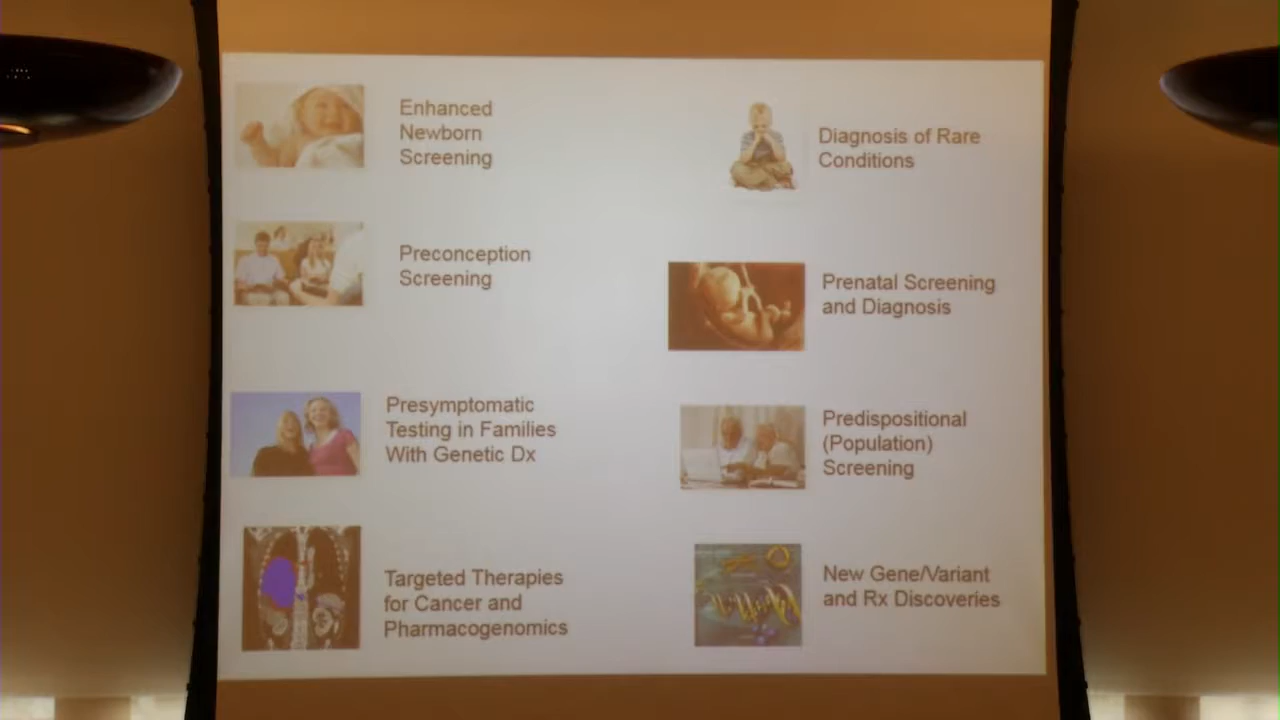 Enhanced
Newborn
Screening
Diagnosis of Rare
Conditions
Preconception
Screening
Prenatal Screening
and Diagnosis
Presymptomatic
Testing in Families
With Genetic Dx
Predispositional
(Population)
Screening
Targeted Therapies
for Cancer and
Pharmacogenomics
New Gene/Variant
and Rx Discoveries